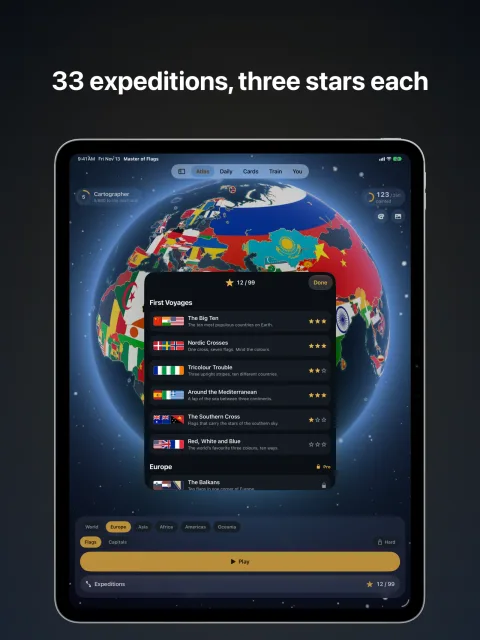 33 expeditions, three stars each
9:41 AM Fri Nov 13 Master of Flags
Atlas Daily Cards Train You
5 Cartographer
123
12 / 99 Done
First Voyages
The Big Ten
The ten most populous countries on Earth.
Nordic Crosses
One cross, seven flags. Mind the colours.
Tricolour Trouble
Three upright stripes, ten different countries.
Around the Mediterranean
A lap of the sea between three continents.
The Southern Cross
Flags that carry the stars of the southern sky.
Red, White and Blue
The world's favourite three colours, ten ways.
Europe Pro
The Balkans
World Europe Asia Africa Americas Oceania
Flags Capitals Hard
Play
Expeditions 12 / 99